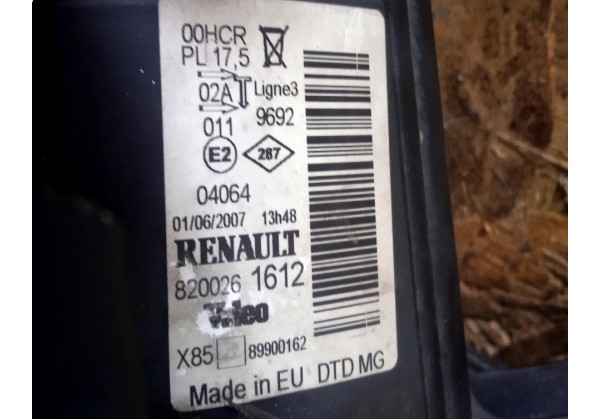 00HCR
PL 17,5
02A Ligne3
011 9692
E2 287
04064
01/06/2007 13h48
RENAULT
820026 1612
Valeo
X85 89900162
Made in EU DTD MG